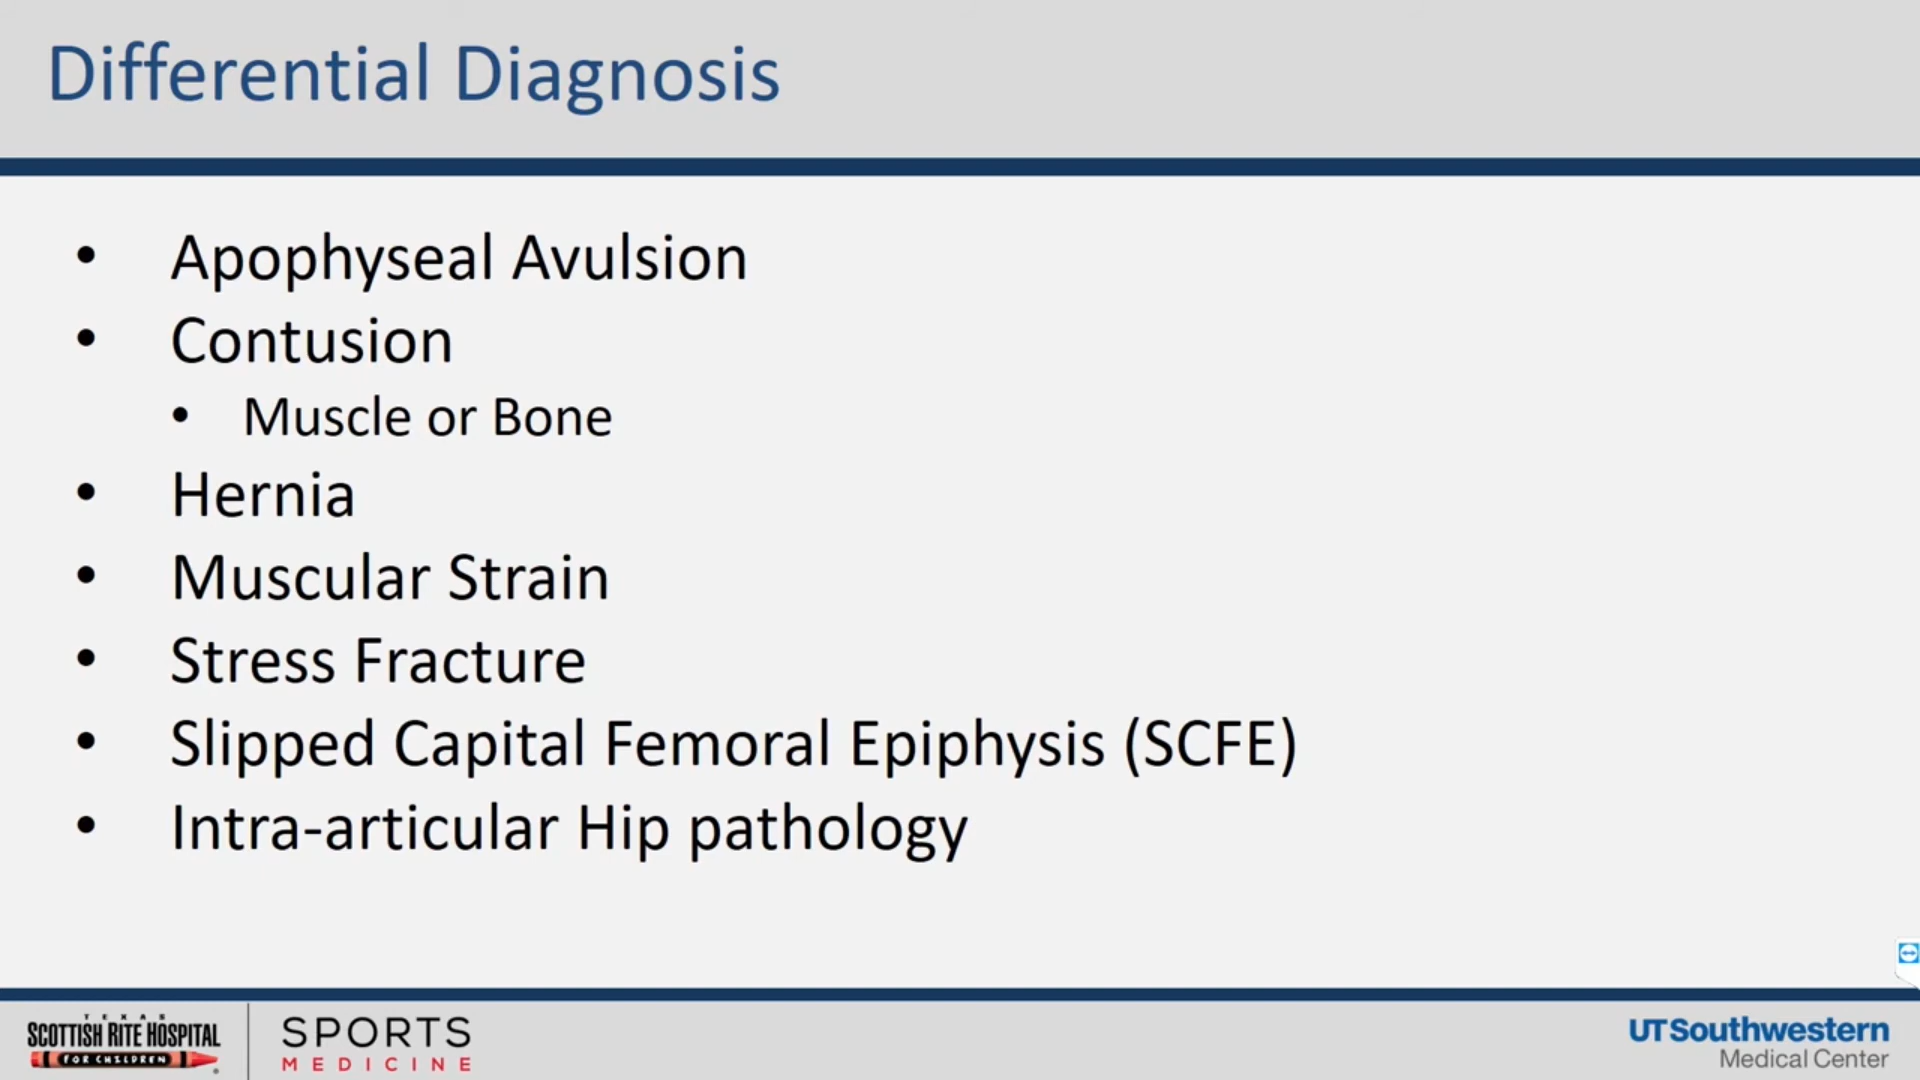 Differential Diagnosis
• Apophyseal Avulsion
• Contusion
• Muscle or Bone
• Hernia
• Muscular Strain
• Stress Fracture
• Slipped Capital Femoral Epiphysis (SCFE)
• Intra-articular Hip pathology
TEXAS
SCOTTISH RITE HOSPITAL
FOR CHILDREN
SPORTS
MEDICINE
UTSouthwestern
Medical Center